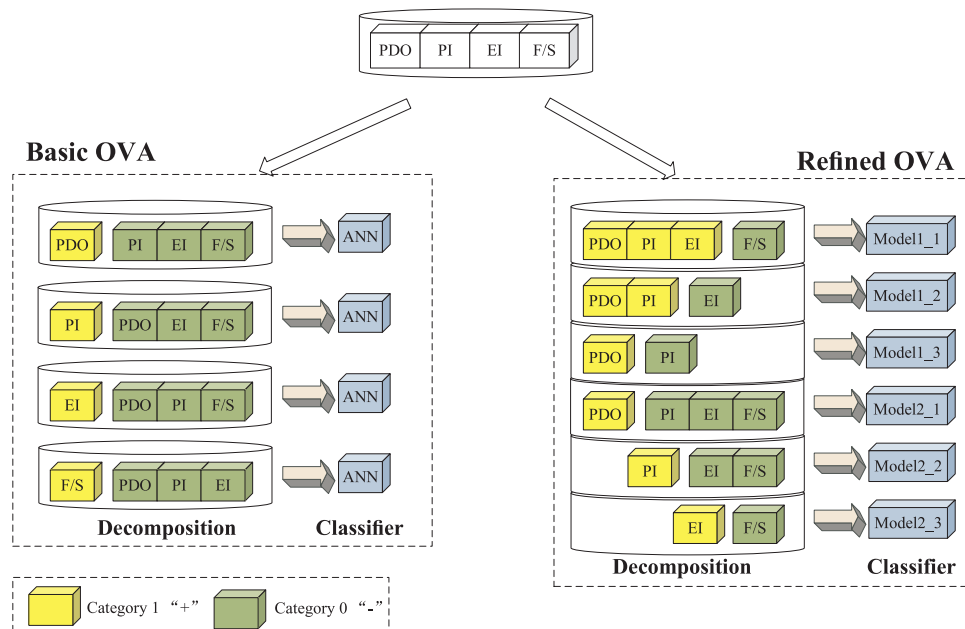 PDO PI EI F/S
Basic OVA
Refined OVA
PDO PI EI F/S ANN
PI PDO EI F/S ANN
EI PDO PI F/S ANN
F/S PDO PI EI ANN
Decomposition Classifier
PDO PI EI F/S Model1_1
PDO PI EI Model1_2
PDO PI Model1_3
PDO PI EI F/S Model2_1
PI EI F/S Model2_2
EI F/S Model2_3
Decomposition Classifier
Category 1 “+” Category 0 “-”